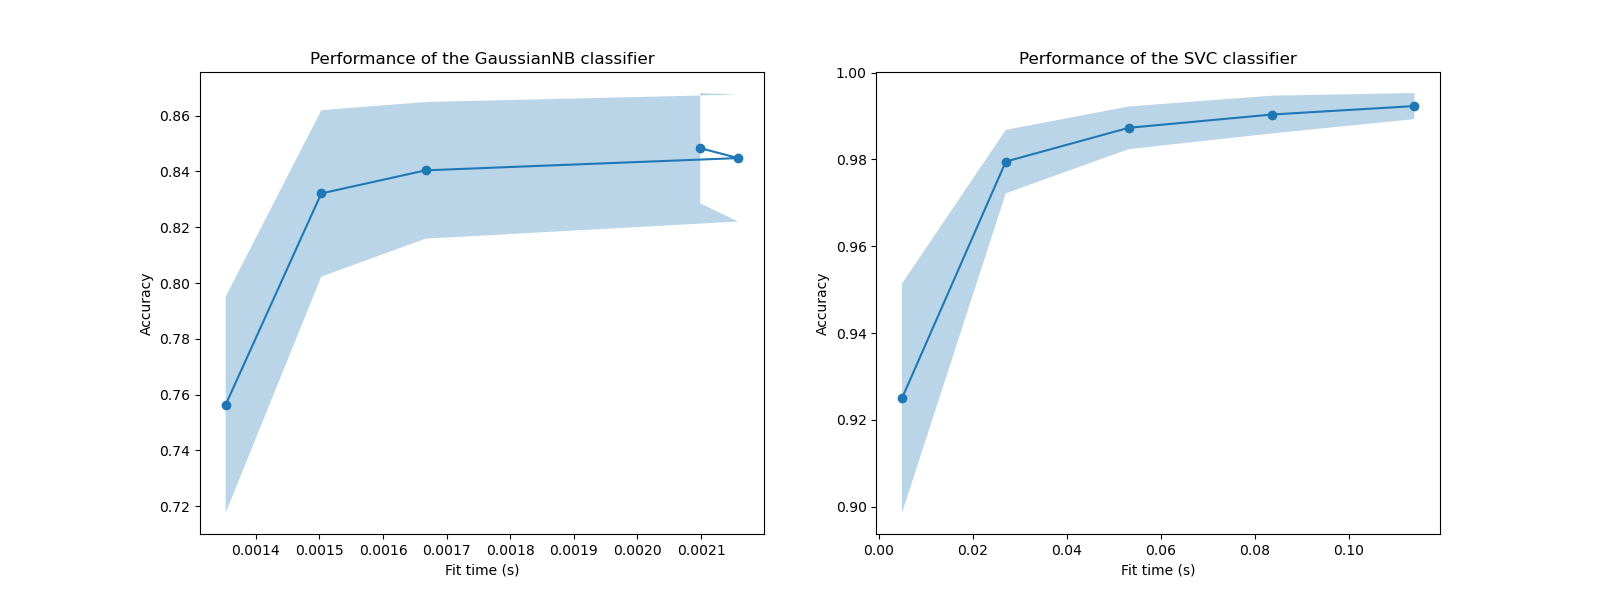 Performance of the GaussianNB classifier
0.86
0.84
0.82
0.80
0.78
0.76
0.74
0.72
Accuracy
0.0014 0.0015 0.0016 0.0017 0.0018 0.0019 0.0020 0.0021
Fit time (s)
Performance of the SVC classifier
1.00
0.98
0.96
0.94
0.92
0.90
Accuracy
0.00 0.02 0.04 0.06 0.08 0.10
Fit time (s)